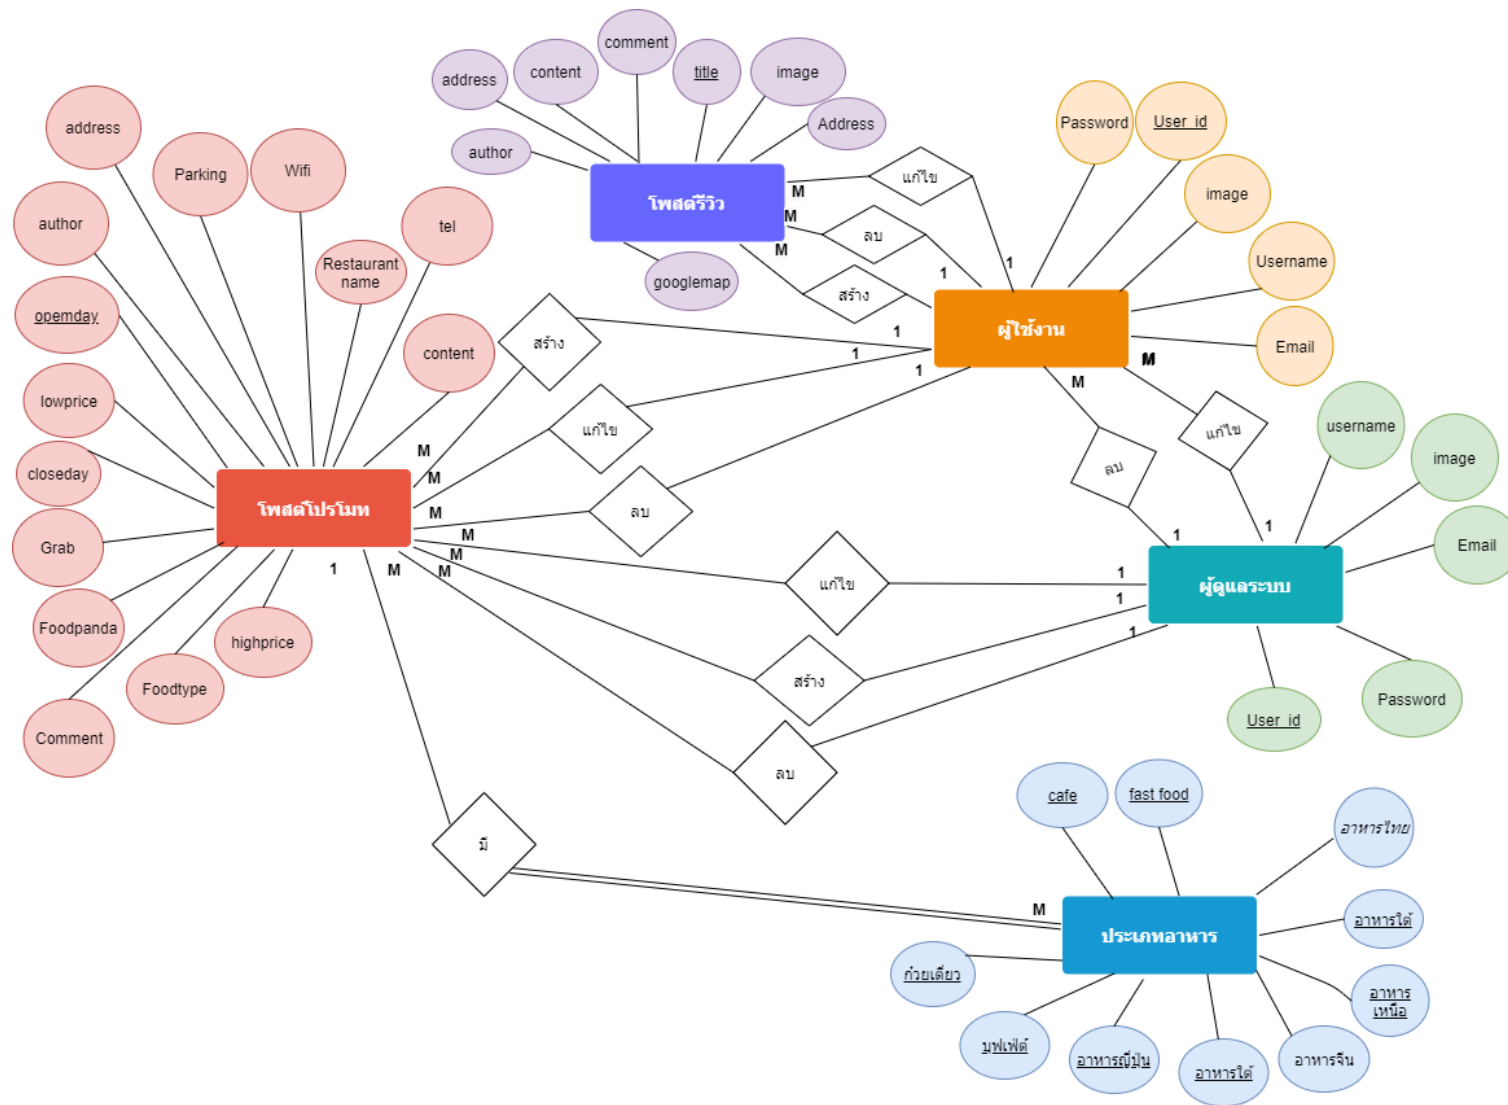 comment
address
content
title
image
Address
author
โพสต์รีวิว
googlemap
M
M
M
แก้ไข
ลบ
สร้าง
1
1
Password
User_id
image
Username
Email
ผู้ใช้งาน
address
Parking
Wifi
author
tel
Restaurant
name
opemday
content
lowprice
closeday
Grab
Foodpanda
Comment
Foodtype
highprice
โพสต์โปรโมท
สร้าง
แก้ไข
ลบ
1
1
1
M
M
M
M
M
M
M
1
แก้ไข
สร้าง
ลบ
1
1
1
M
M
ลบ
แก้ไข
1
1
username
image
Email
ผู้ดูแลระบบ
User_id
Password
มี
M
cafe
fast food
อาหารไทย
อาหารใต้
ประเภทอาหาร
ก๋วยเตี๋ยว
อาหาร
เหนือ
บุฟเฟ่ต์
อาหารญี่ปุ่น
อาหารใต้
อาหารจีน